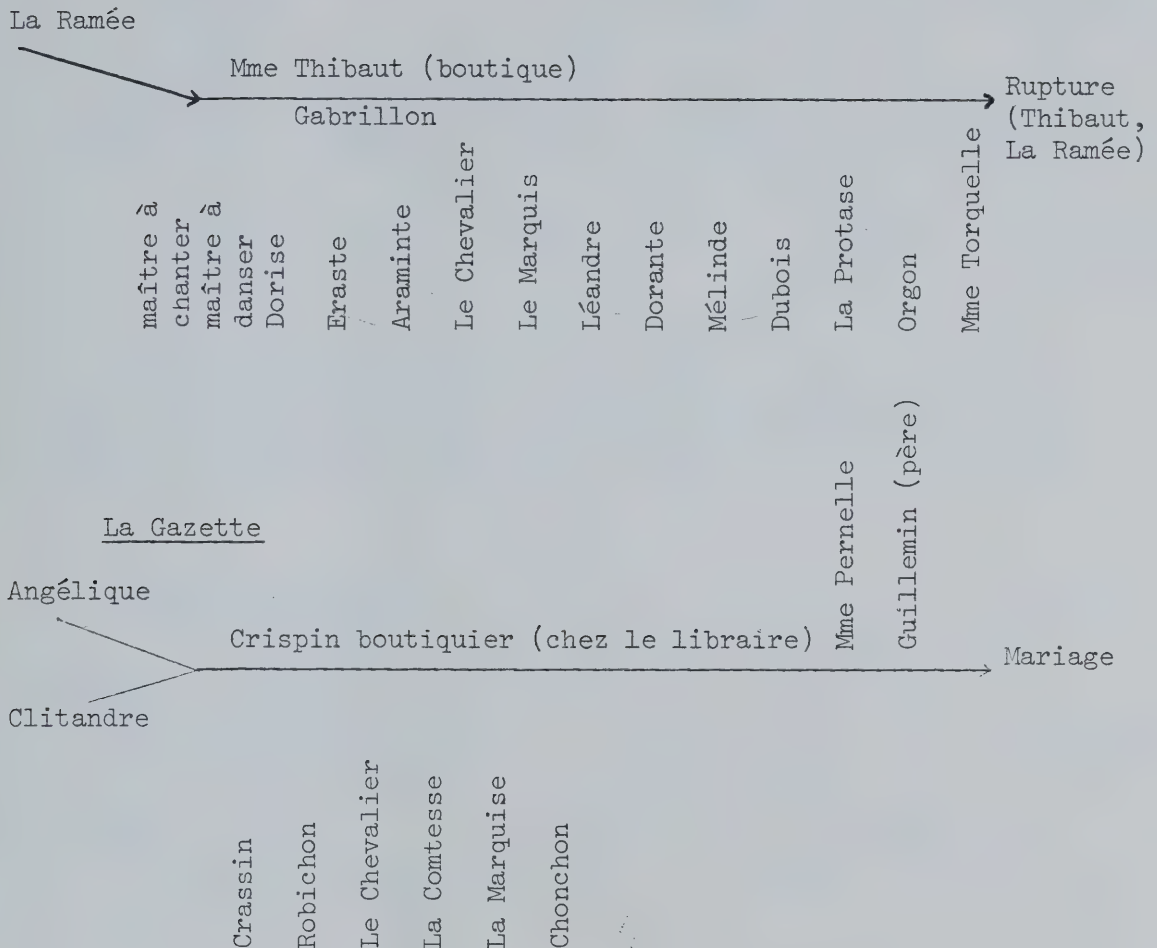 La Ramée
Mme Thibaut (boutique)
Gabrillon
Rupture
(Thibaut,
La Ramée)
maître à
chanter
maître à
danser
Dorise
Eraste
Araminte
Le Chevalier
Le Marquis
Léandre
Dorante
Mélinde
Dubois
La Protase
Orgon
Mme Torquelle
La Gazette
Angélique
Clitandre
Crispin boutiquier (chez le libraire)
Mme Pernelle
Guillemin (père)
Mariage
Crassin
Robichon
Le Chevalier
La Comtesse
La Marquise
Chonchon